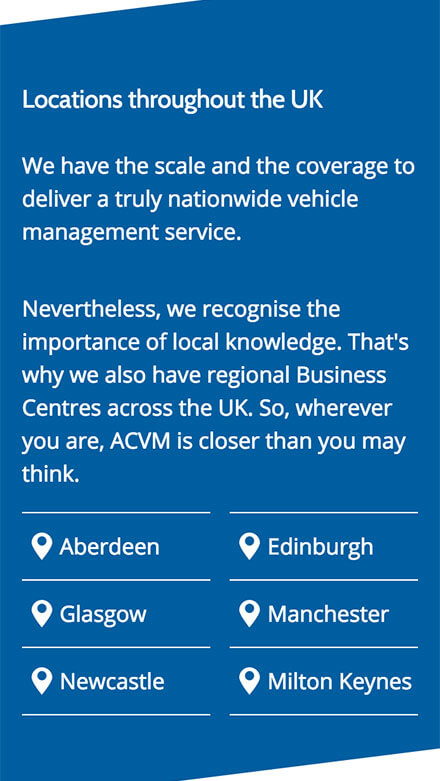 Locations throughout the UK
We have the scale and the coverage to
deliver a truly nationwide vehicle
management service.
Nevertheless, we recognise the
importance of local knowledge. That's
why we also have regional Business
Centres across the UK. So, wherever
you are, ACVM is closer than you may
think.
Aberdeen
Edinburgh
Glasgow
Manchester
Newcastle
Milton Keynes